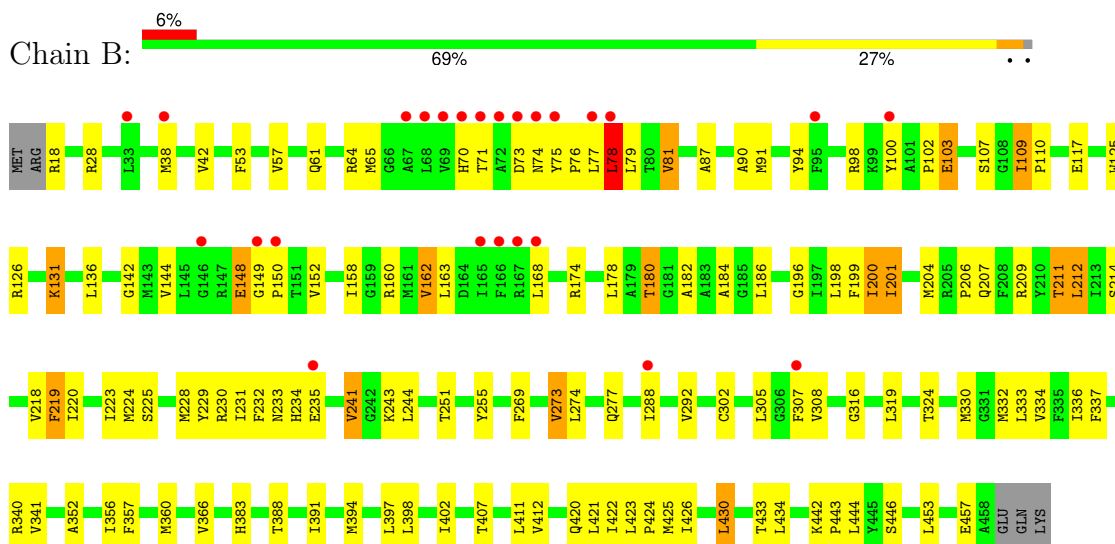 6%
Chain B:
69% 27% • •
MET ARG R18 R28 L33 M38 V42 F53 V57 Q61 R64 M65 G66 A67 L68 V69 H70 T71 A72 D73 N74 Y75 P76 L77 L78 L79 T80 V81 A87 A90 M91 Y94 F95 R98 K99 Y100 A101 P102 E103 S107 G108 I109 P110 E117 W125
R126 K131 L136 G142 M143 V144 L145 G146 R147 E148 G149 P150 T151 V152 I158 G159 R160 M161 V162 L163 D164 I165 F166 R167 L168 R174 L178 A179 T180 G181 A182 A183 A184 G185 L186 G196 I197 L198 F199 I200 I201 M204 R205 P206 Q207 F208 R209 Y210 T211 L212 I213 S214
V218 F219 I220 I223 M224 S225 M228 Y229 R230 I231 F232 N233 H234 E235 V241 G242 K243 L244 T251 Y255 F269 V273 L274 Q277 I288 V292 C302 L305 G306 F307 V308 G316 L319 T324 M330 G331 M332 L333 V334 F335 I336 F337
R340 V341 A352 I356 F357 M360 V366 H383 T388 I391 M394 L397 L398 I402 T407 L411 V412 Q420 L421 I422 L423 P424 M425 I426 L430 T433 L434 K442 P443 L444 Y445 S446 L453 E457 A458 GLU GLN LYS